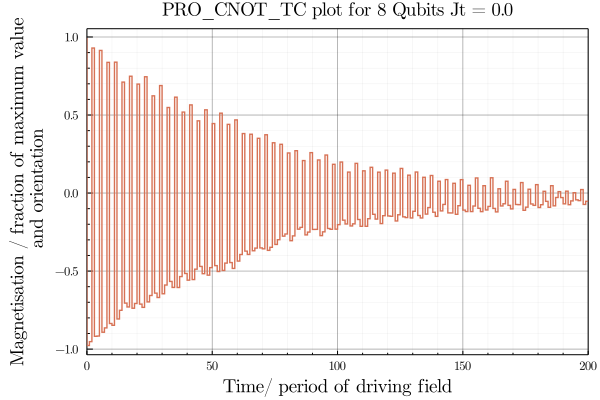 PRO_CNOT_TC plot for 8 Qubits Jt = 0.0
Magnetisation / fraction of maximum value
and orientation
1.0
0.5
0.0
−0.5
−1.0
0 50 100 150 200
Time/ period of driving field